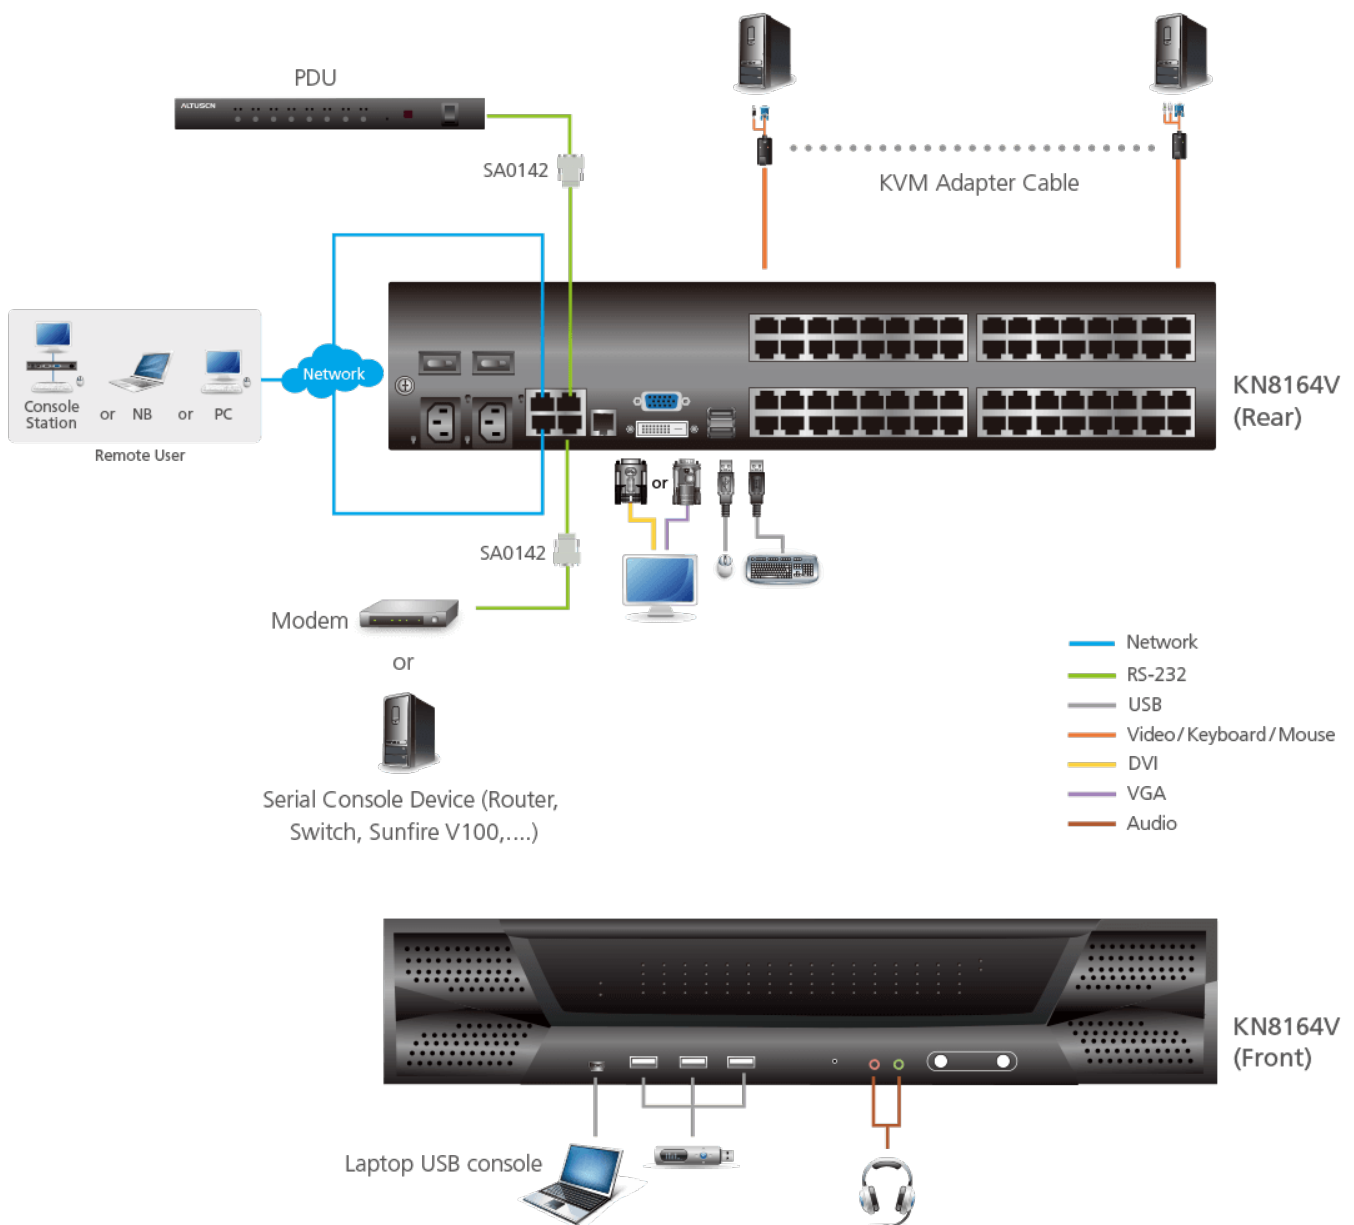 PDU
ALTUSEN
SA0142
KVM Adapter Cable
Network
Console
Station
or
NB
or
PC
Remote User
KN8164V
(Rear)
or
SA0142
Modem
or
Serial Console Device (Router,
Switch, Sunfire V100,....)
Network
RS-232
USB
Video/Keyboard/Mouse
DVI
VGA
Audio
KN8164V
(Front)
Laptop USB console